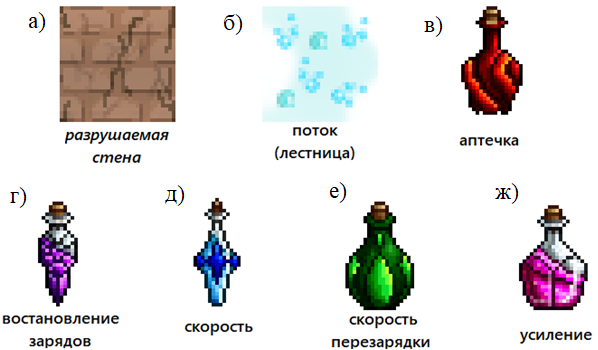 а)
б)
в)
разрушаемая
стена
поток
(лестница)
аптечка
г)
д)
е)
ж)
востановление
зарядов
скорость
скорость
перезарядки
усиление